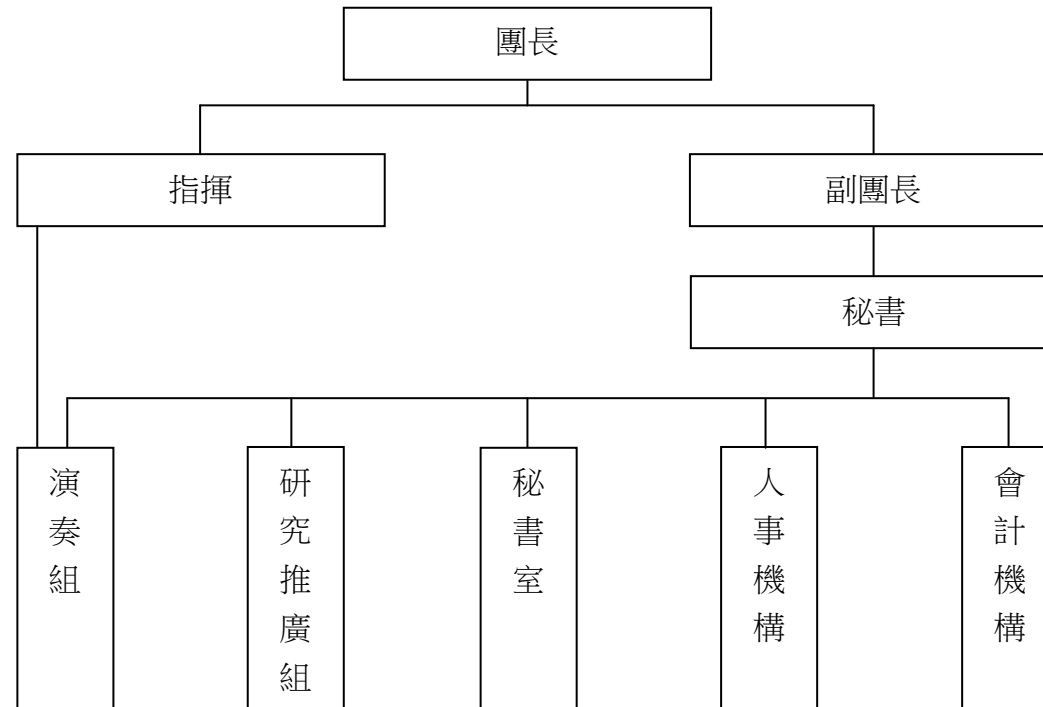 團長
指揮
副團長
秘書
演奏組
研究推廣組
秘書室
人事機構
會計機構